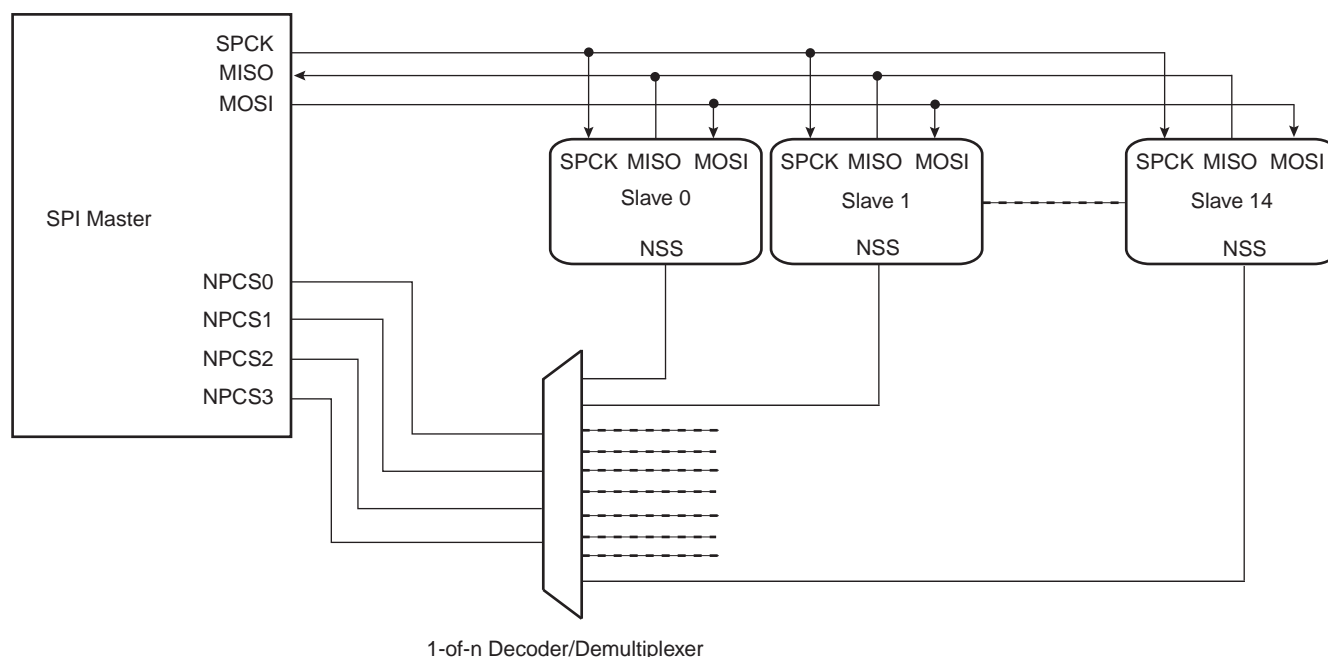 SPCK
MISO
MOSI
SPI Master
NPCS0
NPCS1
NPCS2
NPCS3
SPCK MISO MOSI
Slave 0
NSS
SPCK MISO MOSI
Slave 1
NSS
SPCK MISO MOSI
Slave 14
NSS
1-of-n Decoder/Demultiplexer